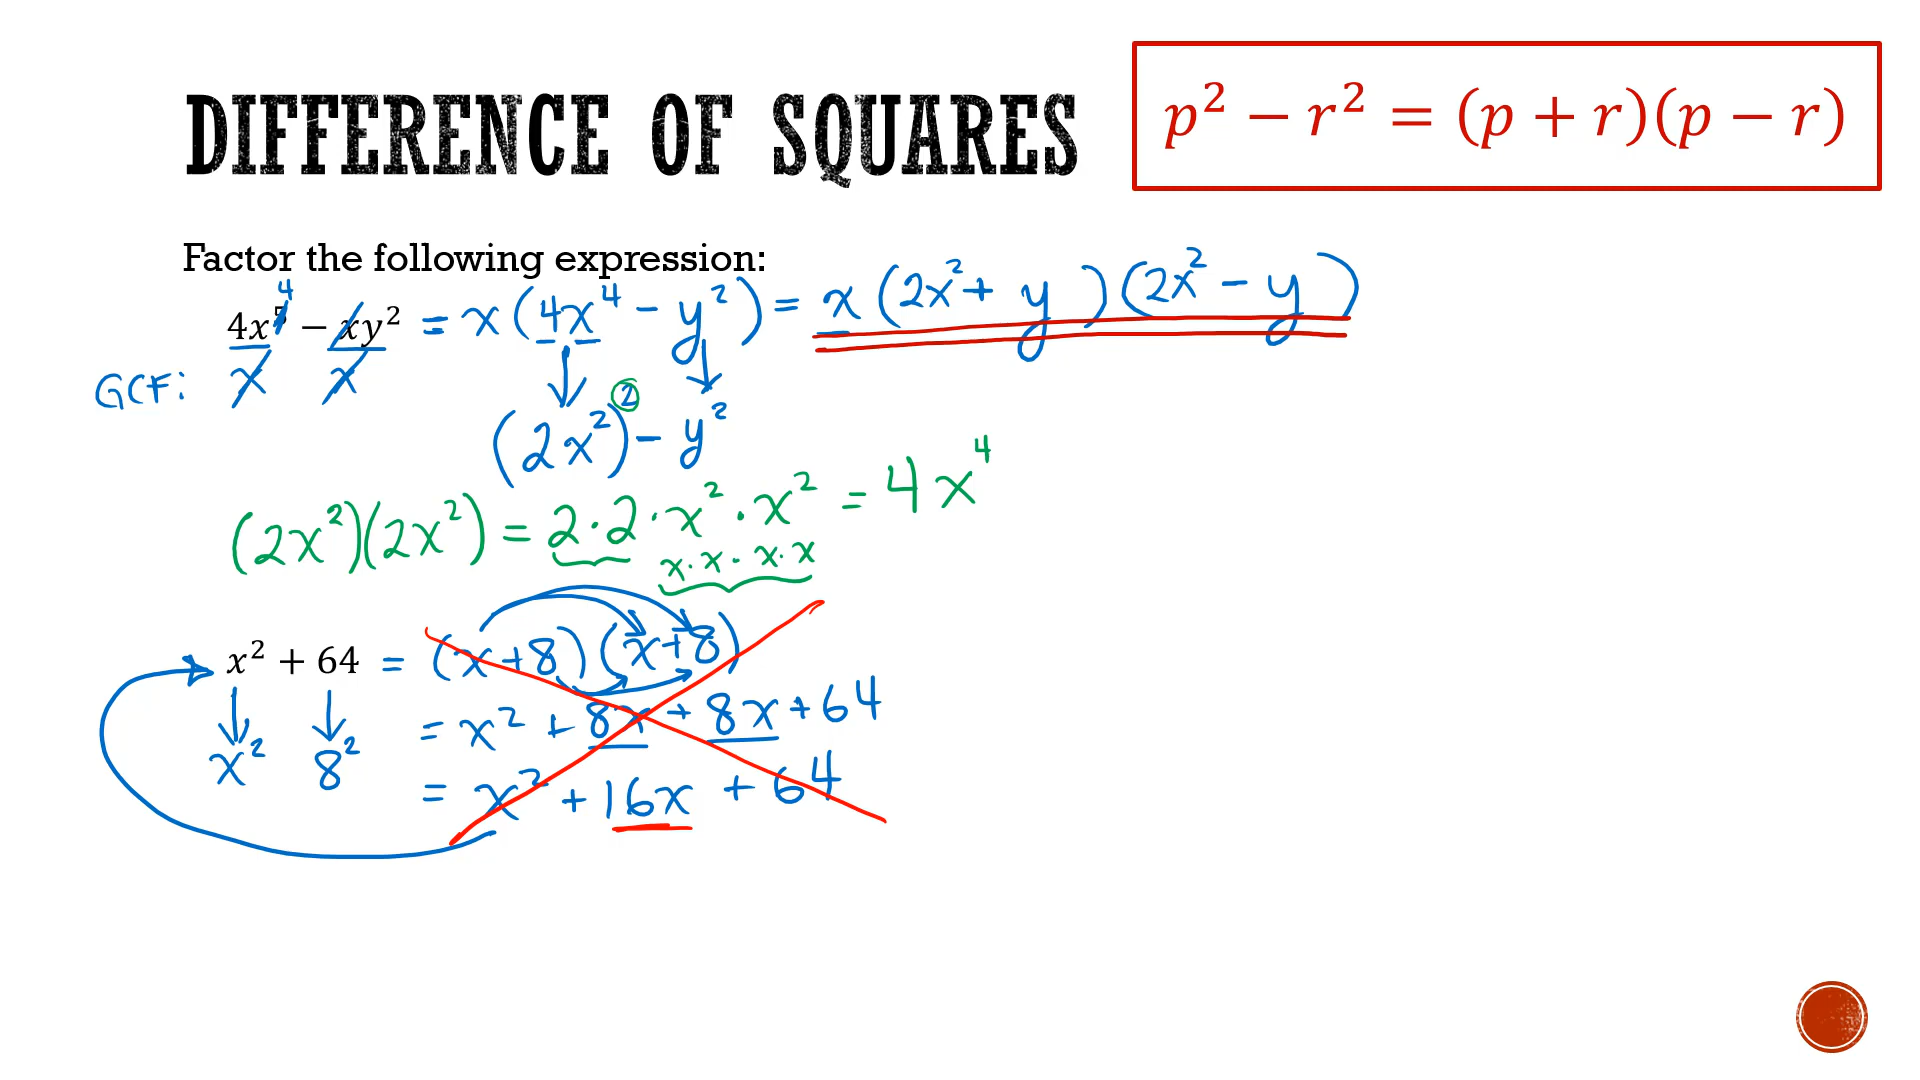 DIFFERENCE OF SQUARES
p² − r² = (p + r)(p − r)
Factor the following expression:
4x⁵ − xy² = x(4x⁴ − y²) = x(2x² + y)(2x² − y)
4
GCF: x x
(2x²)² − y²
(2x²)(2x²) = 2·2·x²·x² = 4x⁴
x·x·x·x
x² + 64 = (x+8)(x+8)
= x² + 8x + 8x + 64
x² 8²
= x² + 16x + 64